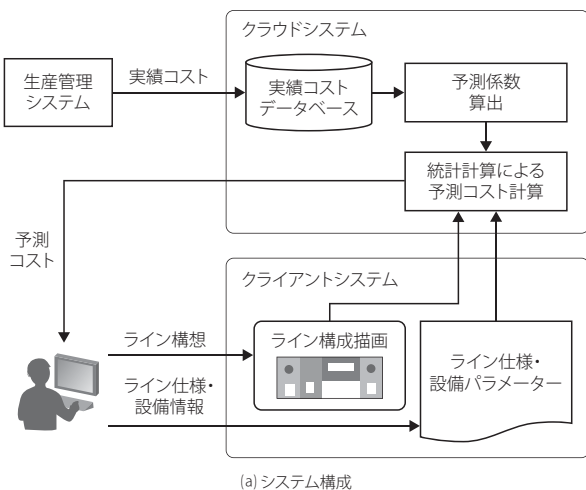 クラウドシステム
生産管理
システム
実績コスト
実績コスト
データベース
予測係数
算出
統計計算による
予測コスト計算
予測
コスト
クライアントシステム
ライン構想
ライン構成描画
ライン仕様・
設備情報
ライン仕様・
設備パラメーター
(a) システム構成